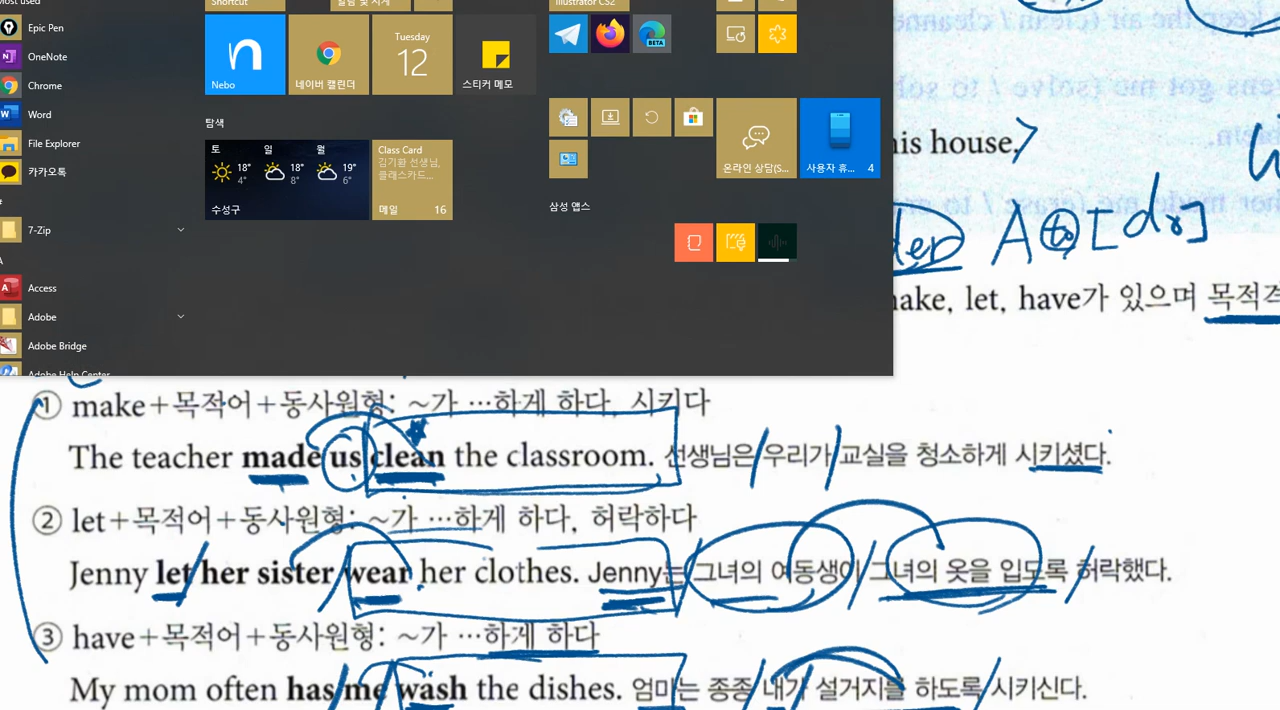 Most used
Shortcut
Illustrator CS2
Epic Pen
OneNote
Chrome
Word
File Explorer
카카오톡
7-Zip
A
Access
Adobe
Adobe Bridge
Adobe Help Center
Nebo
네이버 캘린더
Tuesday
12
스티커 메모
BETA
탐색
토 일 월
18° 18° 19°
4° 8° 6°
수성구
Class Card
김기환 선생님,
클래스카드...
메일 16
온라인 상담(S...
사용자 휴... 4
삼성 앱스
his house.
A to [do]
make, let, have가 있으며 목적격
① make+목적어+동사원형: ~가 …하게 하다, 시키다
The teacher made us clean the classroom. 선생님은 우리가 교실을 청소하게 시키셨다.
② let+목적어+동사원형: ~가 …하게 하다, 허락하다
Jenny let her sister wear her clothes. Jenny는 그녀의 여동생이 그녀의 옷을 입도록 허락했다.
③ have+목적어+동사원형: ~가 …하게 하다
My mom often has me wash the dishes. 엄마는 종종 내가 설거지를 하도록 시키신다.